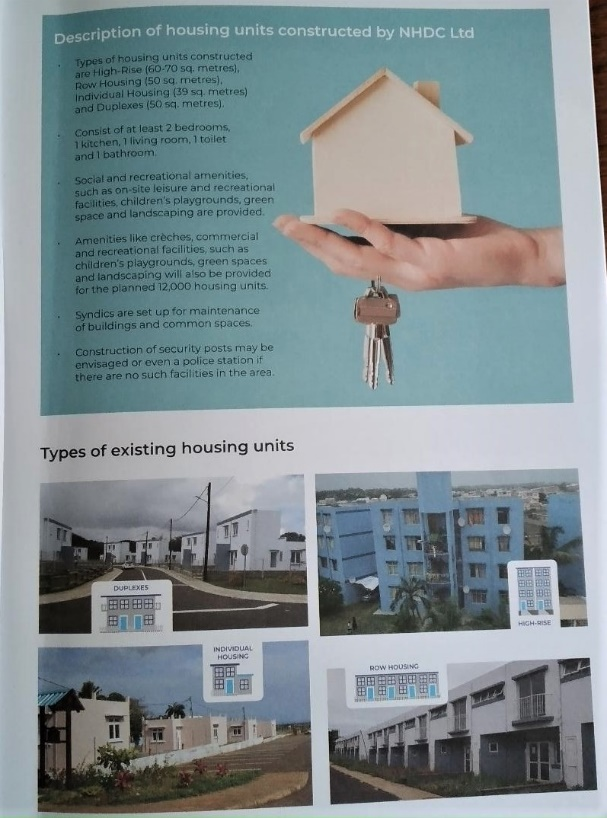 Description of housing units constructed by NHDC Ltd
· Types of housing units constructed
are High-Rise (60-70 sq. metres),
Row Housing (50 sq. metres),
Individual Housing (39 sq. metres)
and Duplexes (50 sq. metres).
· Consist of at least 2 bedrooms,
1 kitchen, 1 living room, 1 toilet
and 1 bathroom.
· Social and recreational amenities,
such as on-site leisure and recreational
facilities, children's playgrounds, green
space and landscaping are provided.
· Amenities like crèches, commercial
and recreational facilities, such as
children's playgrounds, green spaces
and landscaping will also be provided
for the planned 12,000 housing units.
· Syndics are set up for maintenance
of buildings and common spaces.
· Construction of security posts may be
envisaged or even a police station if
there are no such facilities in the area.
Types of existing housing units
DUPLEXES
HIGH-RISE
INDIVIDUAL
HOUSING
ROW HOUSING